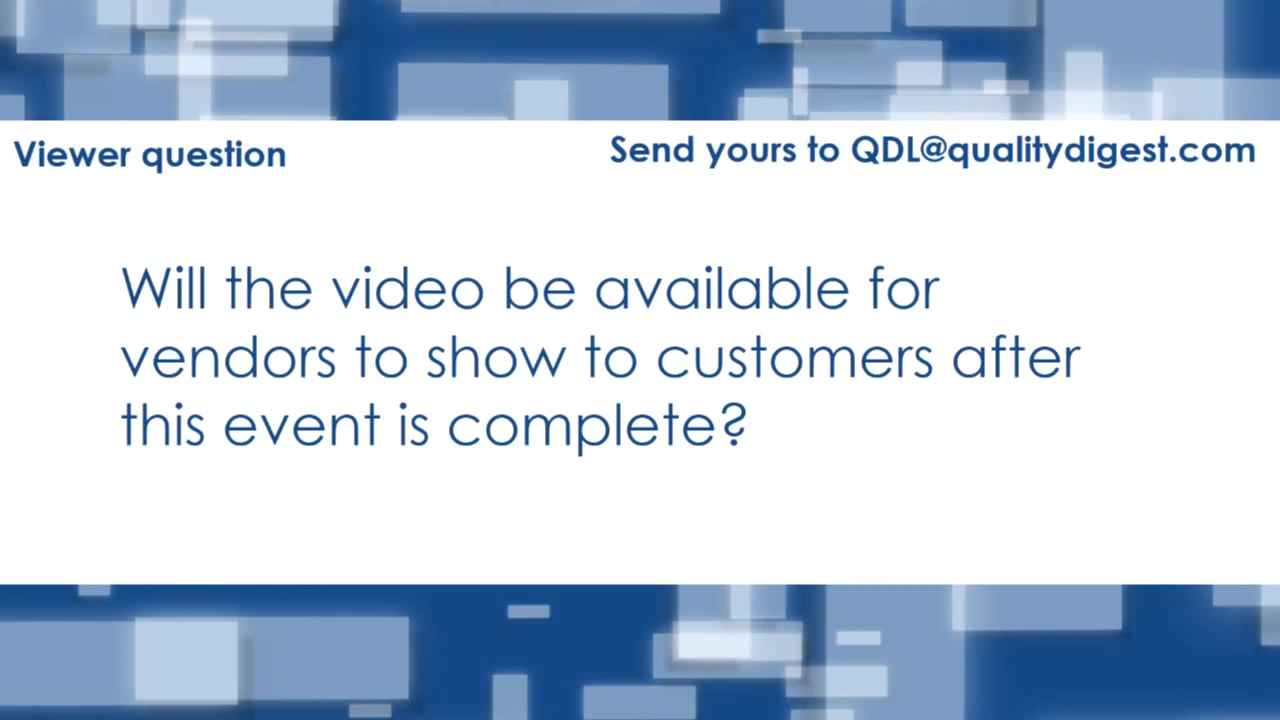 Viewer question
Send yours to QDL@qualitydigest.com
Will the video be available for
vendors to show to customers after
this event is complete?